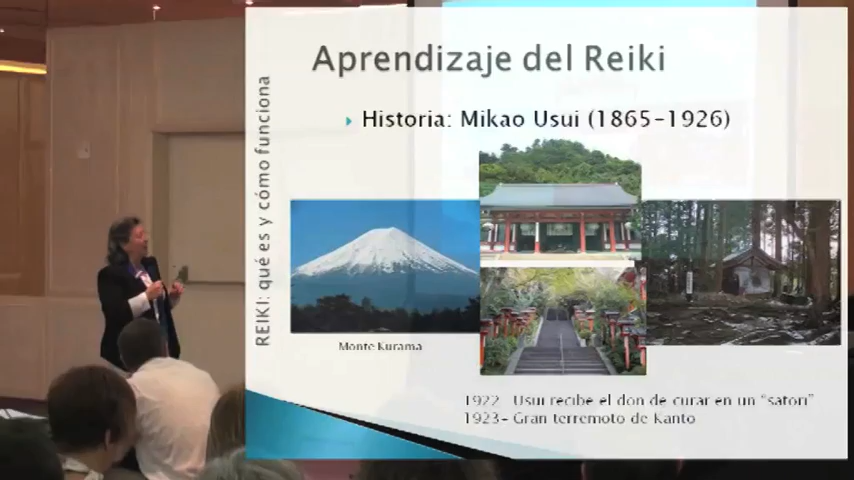 Aprendizaje del Reiki
Historia: Mikao Usui (1865-1926)
REIKI: qué es y cómo funciona
Monte Kurama
1922- Usui recibe el don de curar en un “satori”
1923- Gran terremoto de Kanto